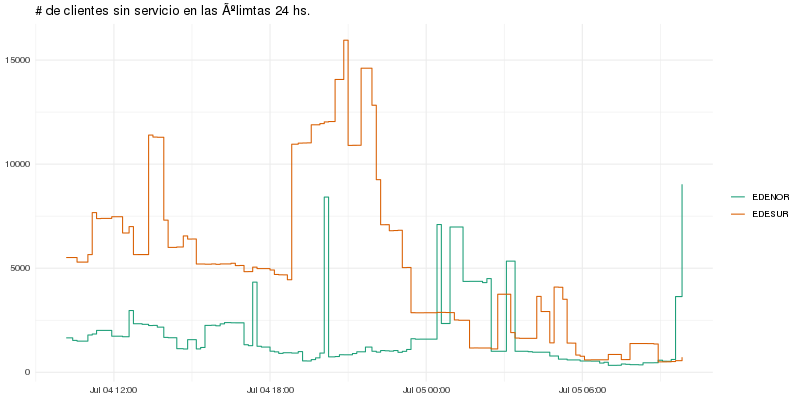 # de clientes sin servicio en las Ãºlimtas 24 hs.
15000
10000
5000
0
Jul 04 12:00
Jul 04 18:00
Jul 05 00:00
Jul 05 06:00
EDENOR
EDESUR